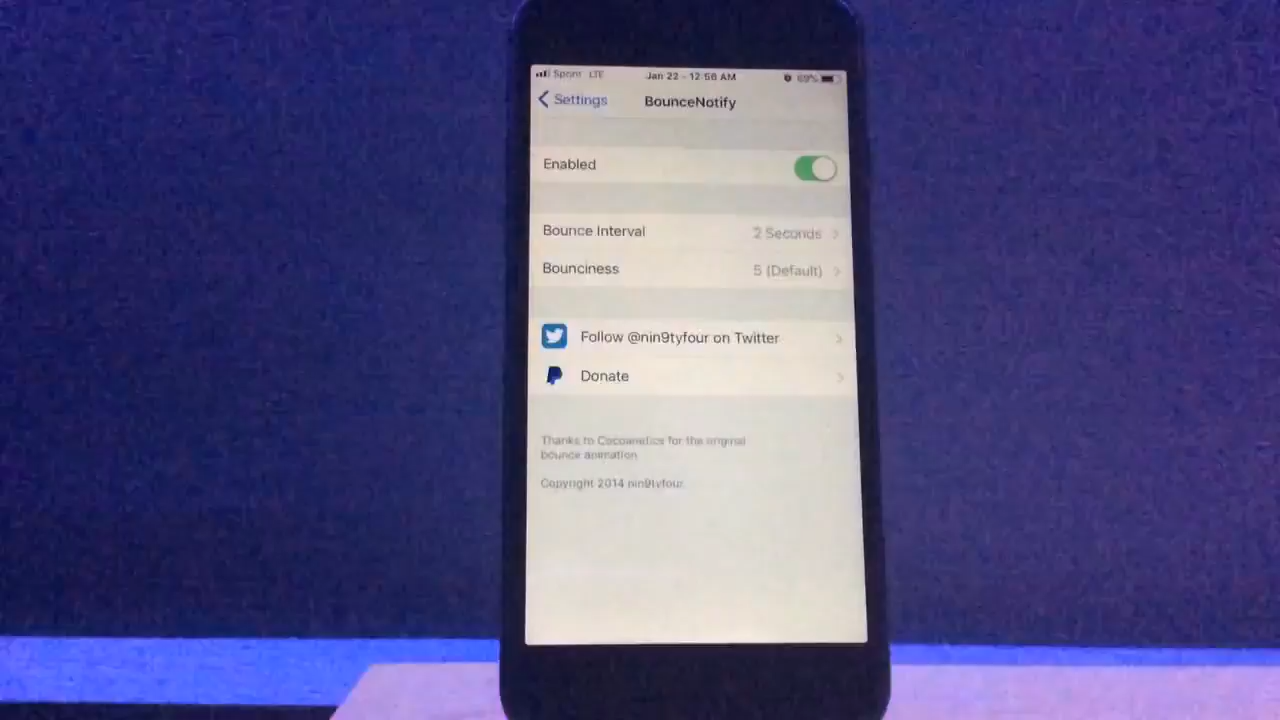 Sprint LTE Jan 22 - 12:56 AM 69%
Settings BounceNotify
Enabled
Bounce Interval 2 Seconds
Bounciness 5 (Default)
Follow @nin9tyfour on Twitter
Donate
Thanks to Cocoanetics for the original
bounce animation
Copyright 2014 nin9tyfour